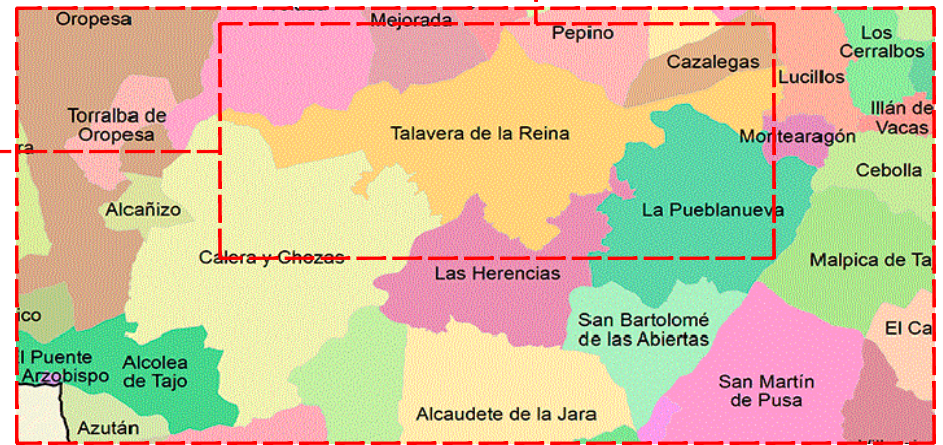 Oropesa
Mejorada
Pepino
Los
Cerralbos
Cazalegas
Lucillos
Torralba de
Oropesa
Illán de
Vacas
Talavera de la Reina
Montearagón
ra
Cebolla
Alcañizo
La Pueblanueva
Calera y Chozas
Las Herencias
Malpica de Ta
ico
San Bartolomé
de las Abiertas
El Ca
l Puente
Arzobispo
Alcolea
de Tajo
San Martín
de Pusa
Alcaudete de la Jara
Azután